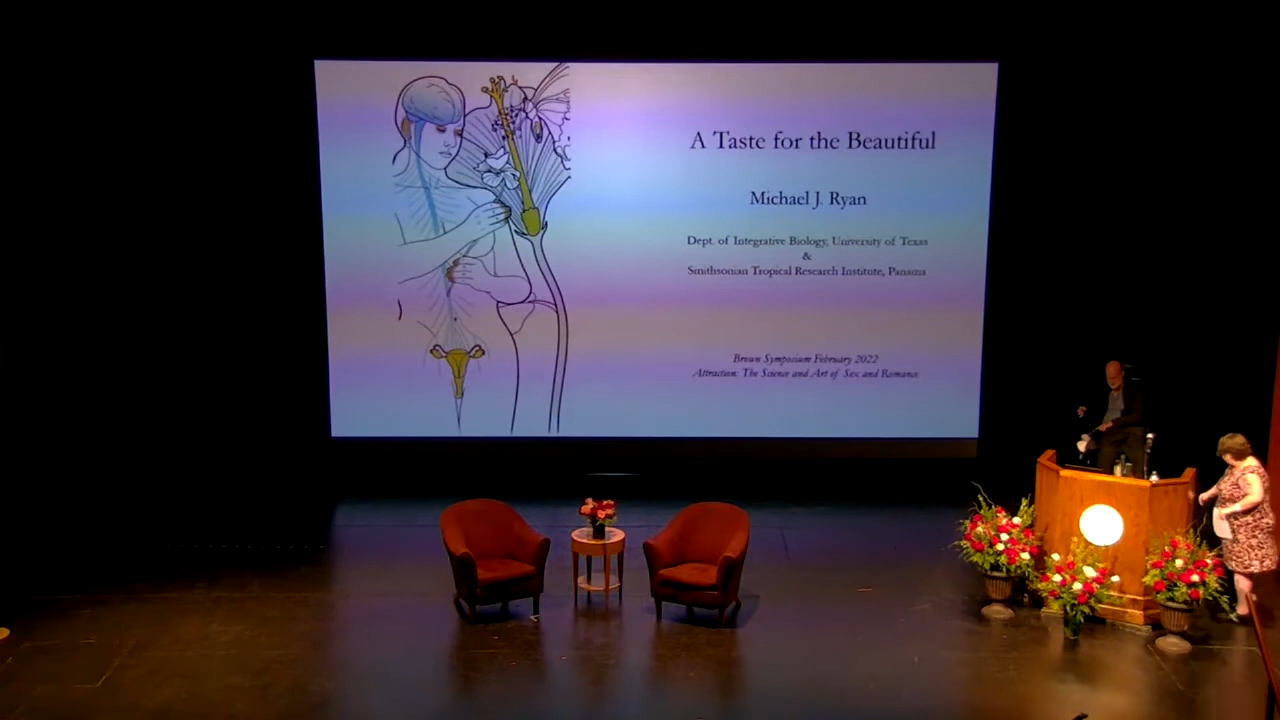 A Taste for the Beautiful
Michael J. Ryan
Dept. of Integrative Biology, University of Texas
&
Smithsonian Tropical Research Institute, Panama
Brown Symposium February 2022
Attraction: The Science and Art of Sex and Romance